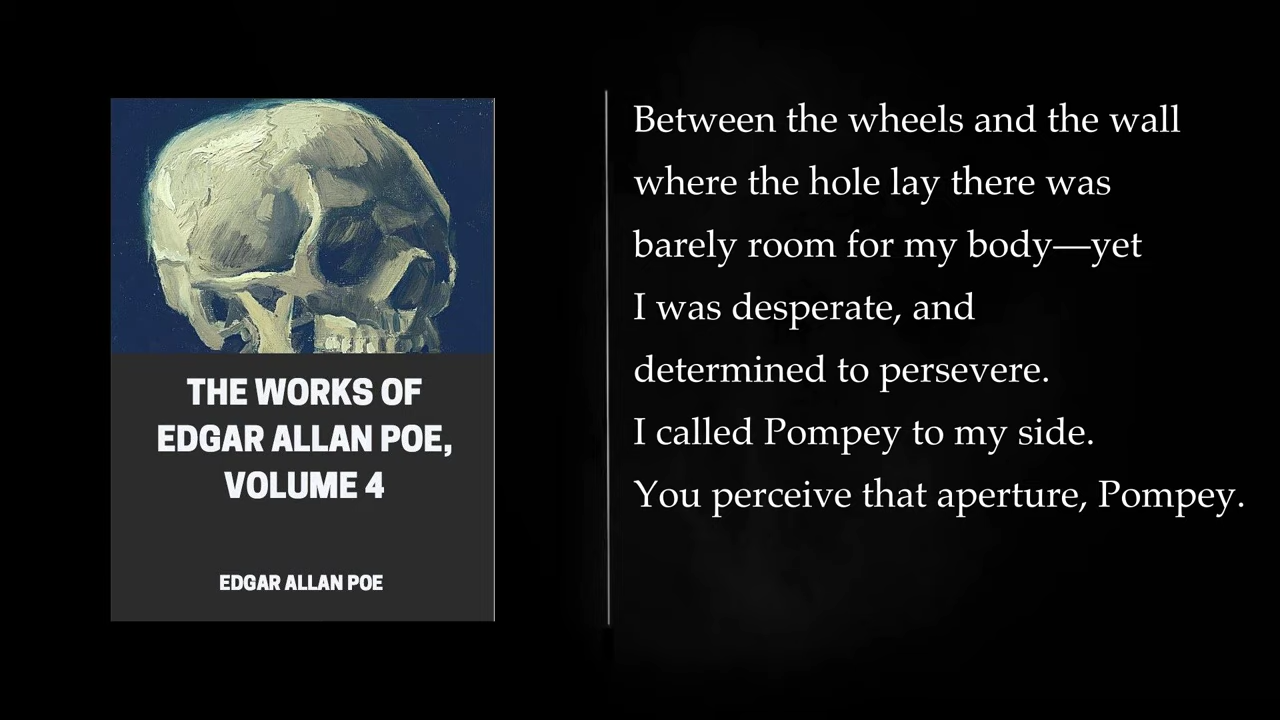 THE WORKS OF
EDGAR ALLAN POE,
VOLUME 4
EDGAR ALLAN POE
Between the wheels and the wall
where the hole lay there was
barely room for my body—yet
I was desperate, and
determined to persevere.
I called Pompey to my side.
You perceive that aperture, Pompey.